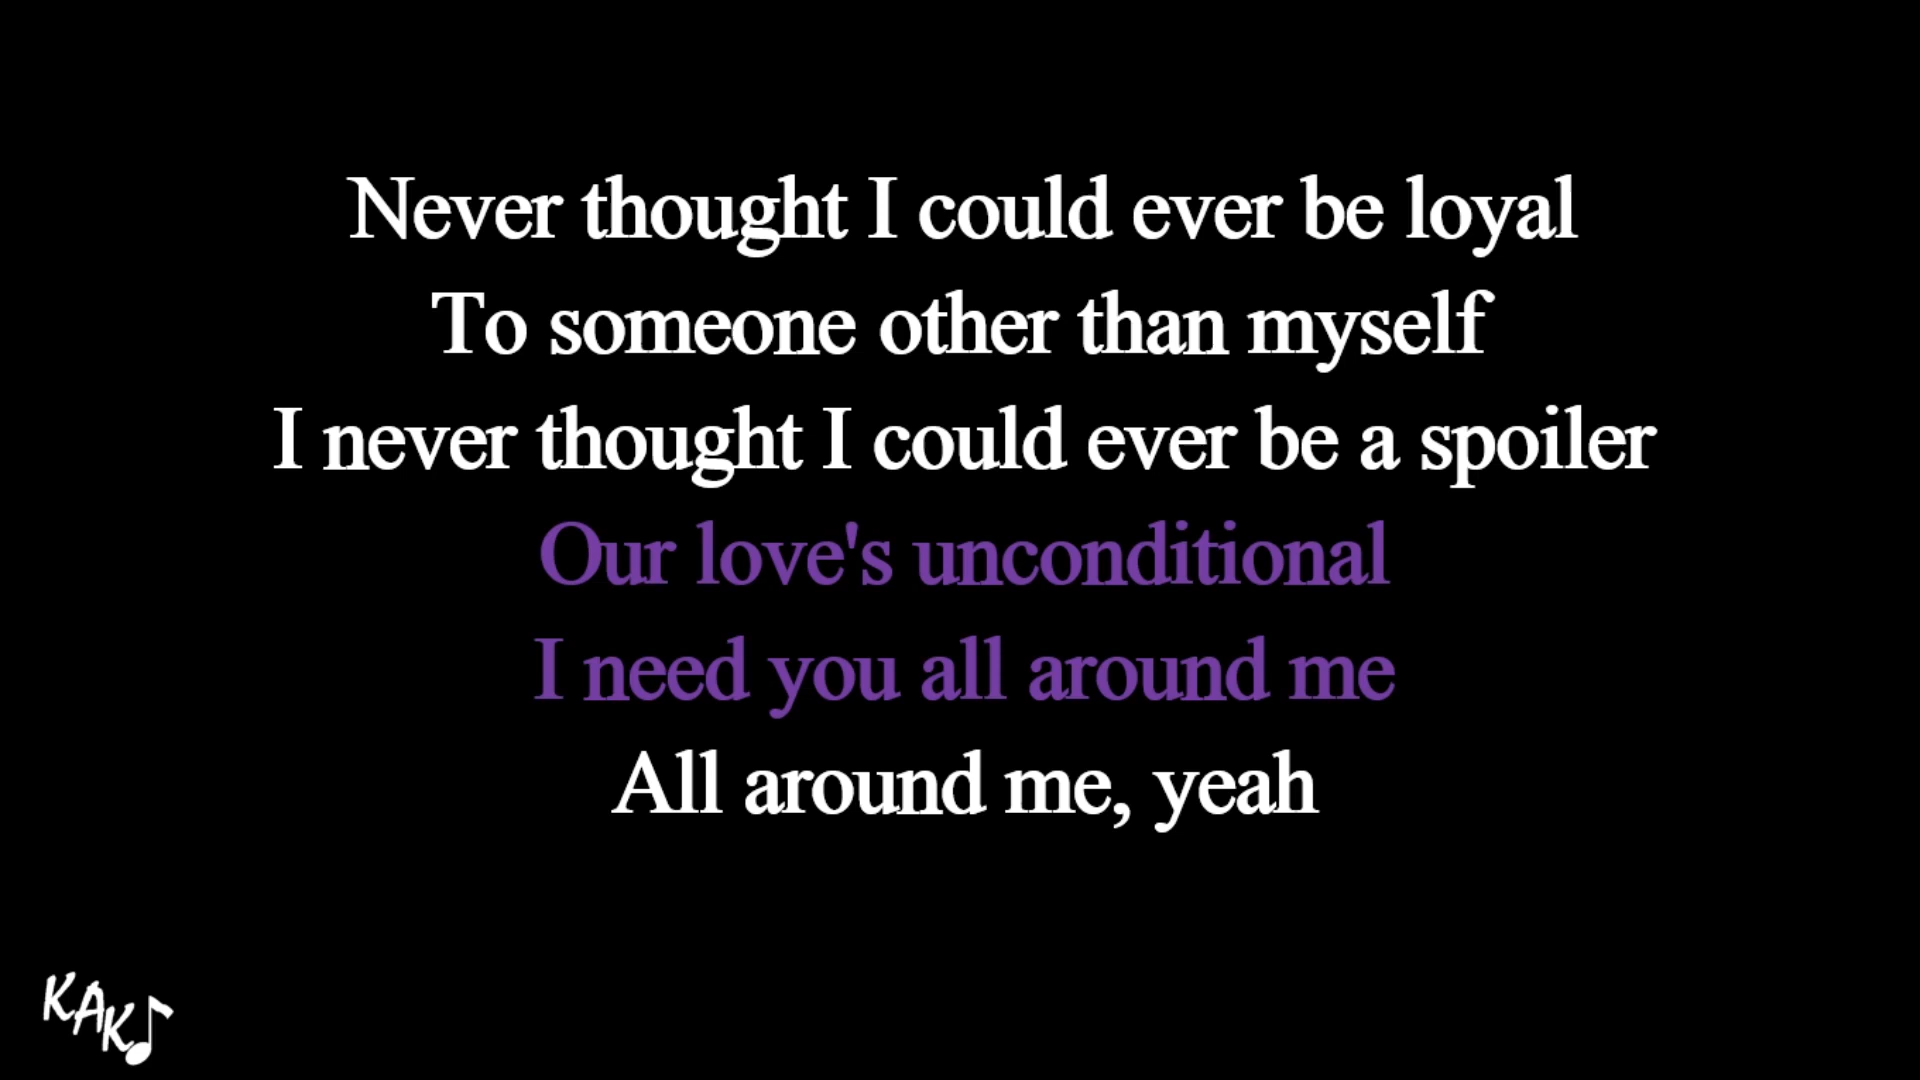 Never thought I could ever be loyal
To someone other than myself
I never thought I could ever be a spoiler
Our love's unconditional
I need you all around me
All around me, yeah
KAK